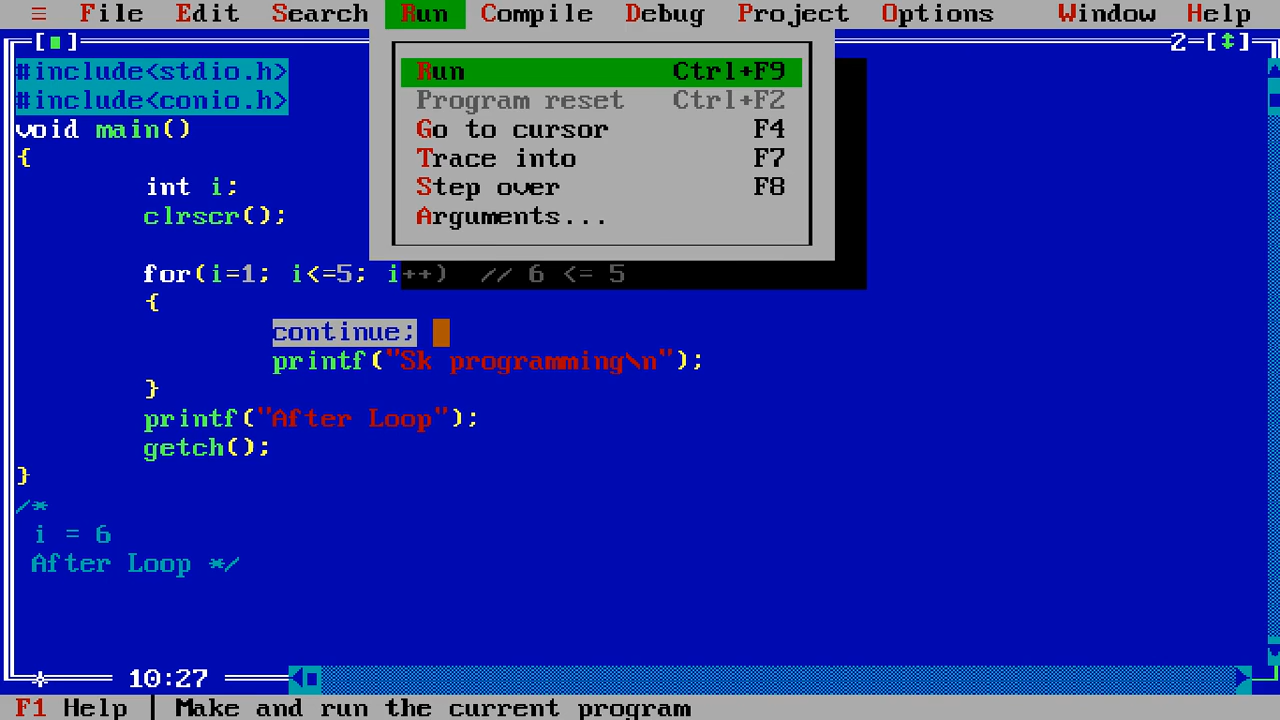 ≡ File Edit Search Run Compile Debug Project Options Window Help
[■] 2=[↕]
Run Ctrl+F9
Program reset Ctrl+F2
Go to cursor F4
Trace into F7
Step over F8
Arguments...
#include<stdio.h>
#include<conio.h>
void main()
{
int i;
clrscr();
for(i=1; i<=5; i++) // 6 <= 5
{
continue;
printf("Sk programming\n");
}
printf("After Loop");
getch();
}
/*
i = 6
After Loop */
10:27
F1 Help | Make and run the current program